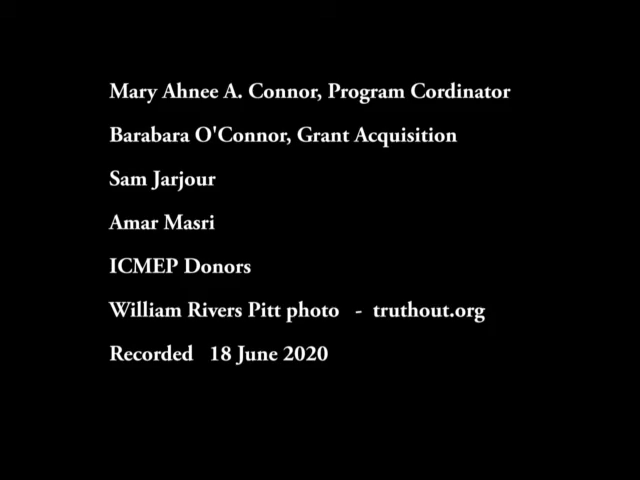 Mary Ahnee A. Connor, Program Cordinator
Barabara O'Connor, Grant Acquisition
Sam Jarjour
Amar Masri
ICMEP Donors
William Rivers Pitt photo - truthout.org
Recorded 18 June 2020